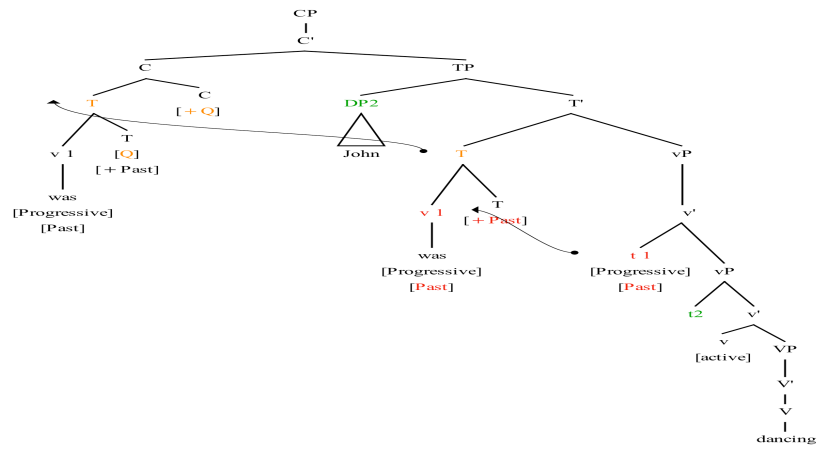 CP
C'
C TP
T C DP2 T'
[+Q]
v 1 T John T vP
[Q]
[+Past]
was v 1 T v'
[Progressive] [+Past]
[Past]
was t 1 vP
[Progressive] [Progressive]
[Past] [Past]
t2 v'
v VP
[active]
V'
V
dancing